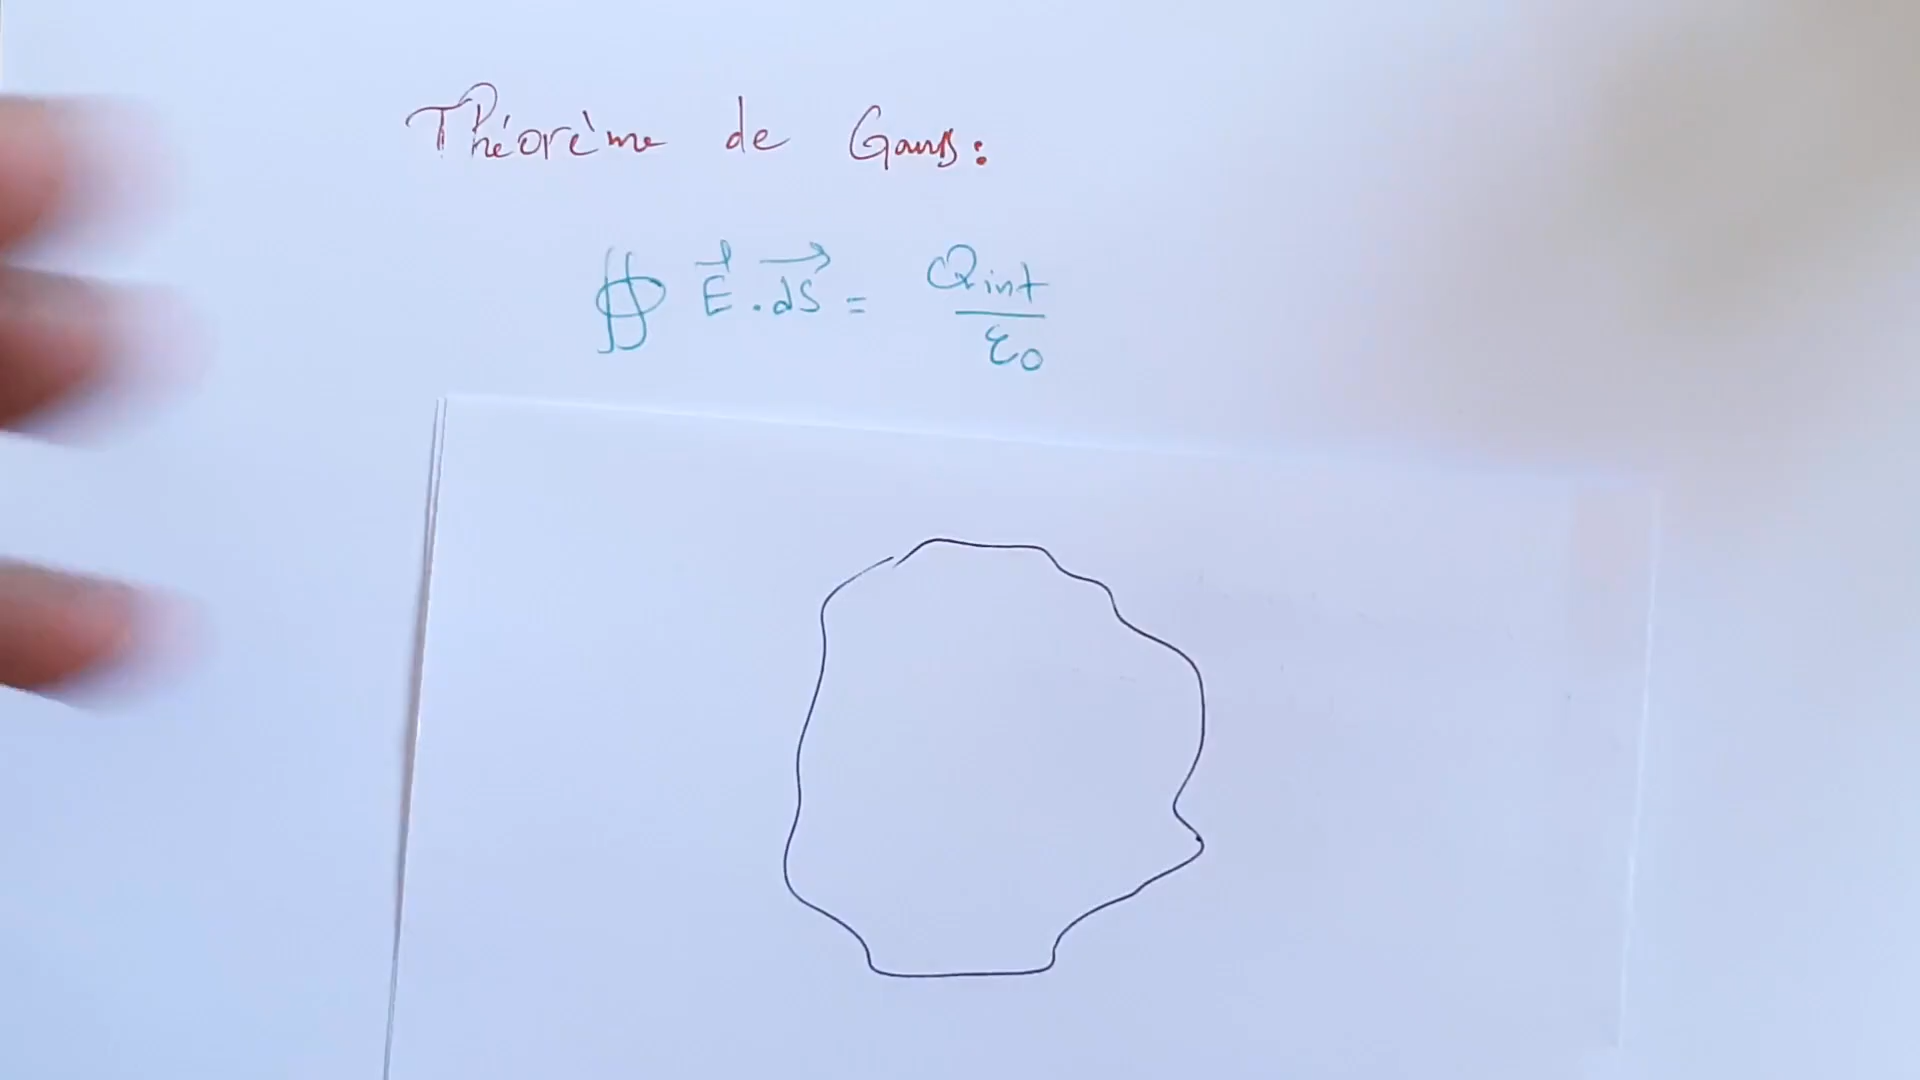 Théorème de Gauss :
∯ E⃗ . dS⃗ = Qint / ε0